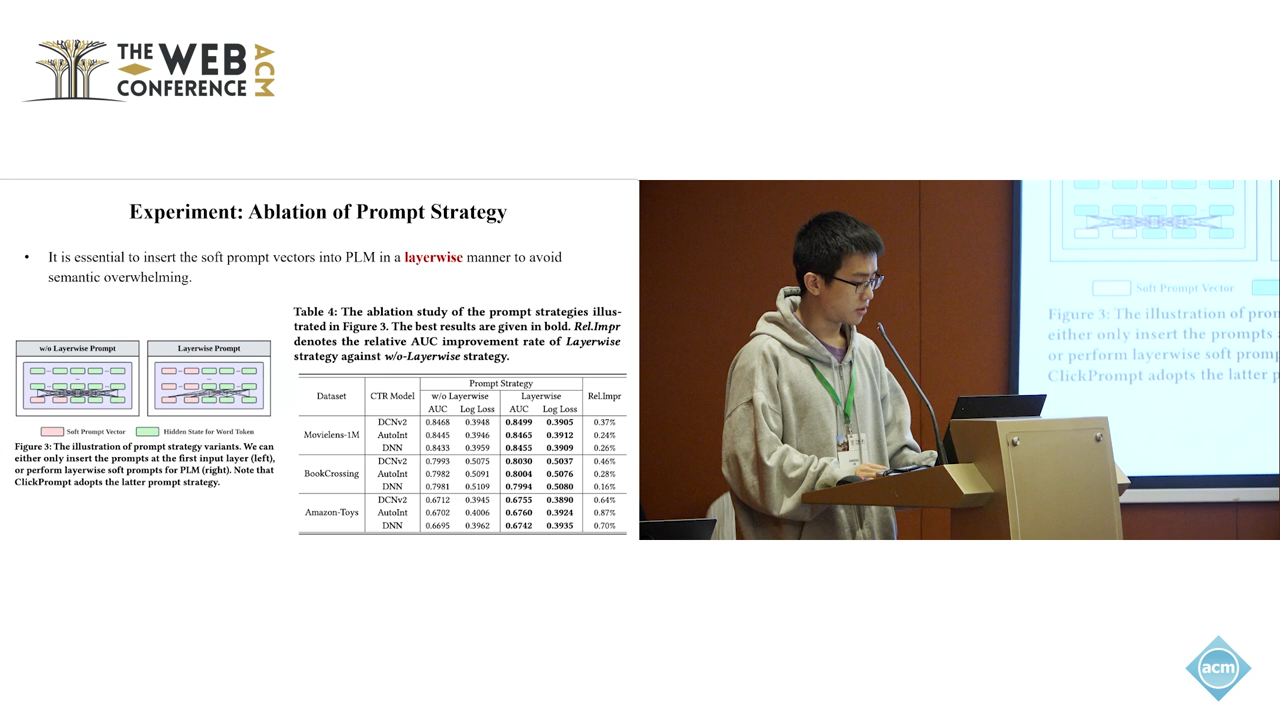 THE WEB
CONFERENCE
ACM
Experiment: Ablation of Prompt Strategy
• It is essential to insert the soft prompt vectors into PLM in a layerwise manner to avoid
semantic overwhelming.
w/o Layerwise Prompt
Layerwise Prompt
Soft Prompt Vector
Hidden State for Word Token
Figure 3: The illustration of prompt strategy variants. We can
either only insert the prompts at the first input layer (left),
or perform layerwise soft prompts for PLM (right). Note that
ClickPrompt adopts the latter prompt strategy.
Table 4: The ablation study of the prompt strategies illus-
trated in Figure 3. The best results are given in bold. Rel.Impr
denotes the relative AUC improvement rate of Layerwise
strategy against w/o-Layerwise strategy.
Prompt Strategy
Dataset CTR Model w/o Layerwise Layerwise Rel.Impr
AUC Log Loss AUC Log Loss
DCNv2 0.8468 0.3948 0.8499 0.3905 0.37%
Movielens-1M AutoInt 0.8445 0.3946 0.8465 0.3912 0.24%
DNN 0.8433 0.3959 0.8455 0.3909 0.26%
DCNv2 0.7993 0.5075 0.8030 0.5037 0.46%
BookCrossing AutoInt 0.7982 0.5091 0.8004 0.5076 0.28%
DNN 0.7981 0.5109 0.7994 0.5080 0.16%
DCNv2 0.6712 0.3945 0.6755 0.3890 0.64%
Amazon-Toys AutoInt 0.6702 0.4006 0.6760 0.3924 0.87%
DNN 0.6695 0.3962 0.6742 0.3935 0.70%
Soft Prompt Vector
Figure 3: The illustration of pro
either only insert the prompts
or perform layerwise soft prom
ClickPrompt adopts the latter p
acm